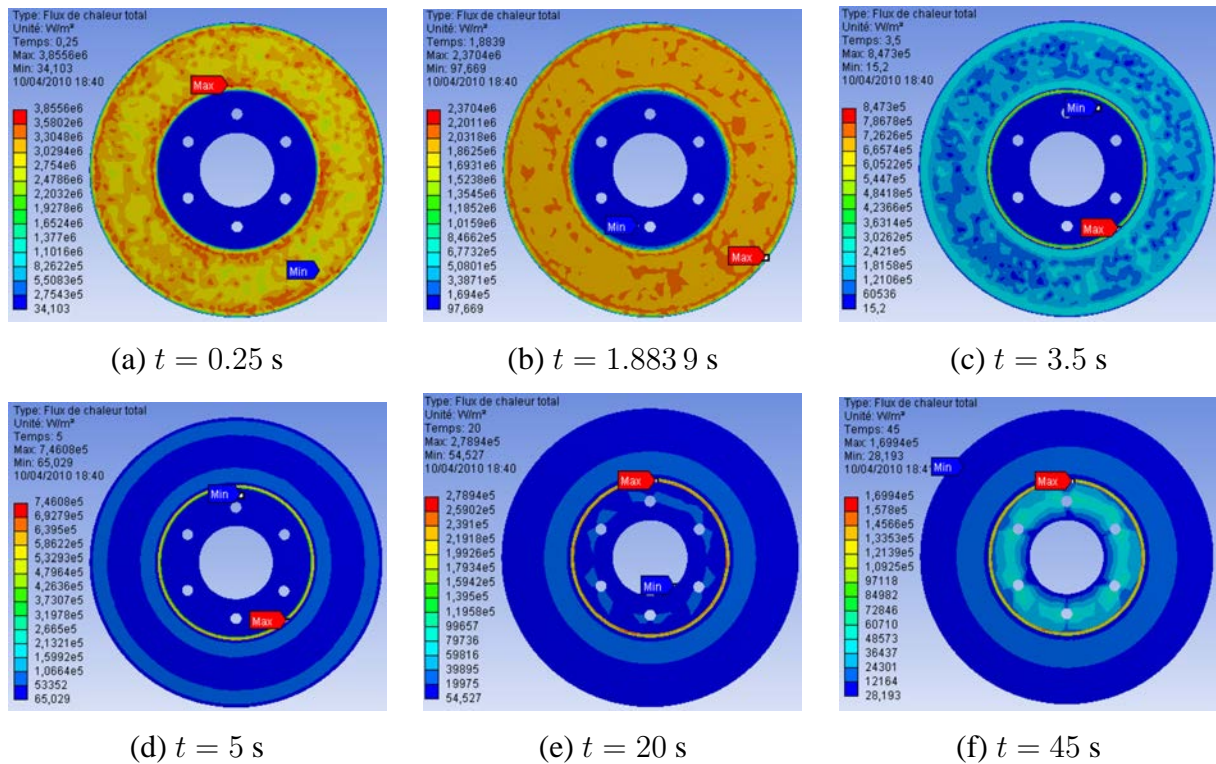 Type: Flux de chaleur total
Unité: W/m²
Temps: 0,25
Max: 3,8556e6
Min: 34,103
10/04/2010 18:40
3,8556e6
3,5802e6
3,3048e6
3,0294e6
2,754e6
2,4786e6
2,2032e6
1,9278e6
1,6524e6
1,377e6
1,1016e6
8,2622e5
5,5083e5
2,7543e5
34,103
Max
Min
(a) t = 0.25 s
Type: Flux de chaleur total
Unité: W/m²
Temps: 1,8839
Max: 2,3704e6
Min: 97,669
10/04/2010 18:40
2,3704e6
2,2011e6
2,0318e6
1,8625e6
1,6931e6
1,5238e6
1,3545e6
1,1852e6
1,0159e6
8,4662e5
6,7732e5
5,0801e5
3,3871e5
1,694e5
97,669
Min
Max
(b) t = 1.883 9 s
Type: Flux de chaleur total
Unité: W/m²
Temps: 3,5
Max: 8,473e5
Min: 15,2
10/04/2010 18:40
8,473e5
7,8678e5
7,2626e5
6,6574e5
6,0522e5
5,447e5
4,8418e5
4,2366e5
3,6314e5
3,0262e5
2,421e5
1,8158e5
1,2106e5
60536
15,2
Min
Max
(c) t = 3.5 s
Type: Flux de chaleur total
Unité: W/m²
Temps: 5
Max: 7,4608e5
Min: 65,029
10/04/2010 18:40
7,4608e5
6,9279e5
6,395e5
5,8622e5
5,3293e5
4,7964e5
4,2636e5
3,7307e5
3,1978e5
2,665e5
2,1321e5
1,5992e5
1,0664e5
53352
65,029
Min
Max
(d) t = 5 s
Type: Flux de chaleur total
Unité: W/m²
Temps: 20
Max: 2,7894e5
Min: 54,527
10/04/2010 18:40
2,7894e5
2,5902e5
2,391e5
2,1918e5
1,9926e5
1,7934e5
1,5942e5
1,395e5
1,1958e5
99657
79736
59816
39895
19975
54,527
Max
Min
(e) t = 20 s
Type: Flux de chaleur total
Unité: W/m²
Temps: 45
Max: 1,6994e5
Min: 28,193
10/04/2010 18:41
1,6994e5
1,578e5
1,4566e5
1,3353e5
1,2139e5
1,0925e5
97118
84982
72846
60710
48573
36437
24301
12164
28,193
Min
Max
(f) t = 45 s